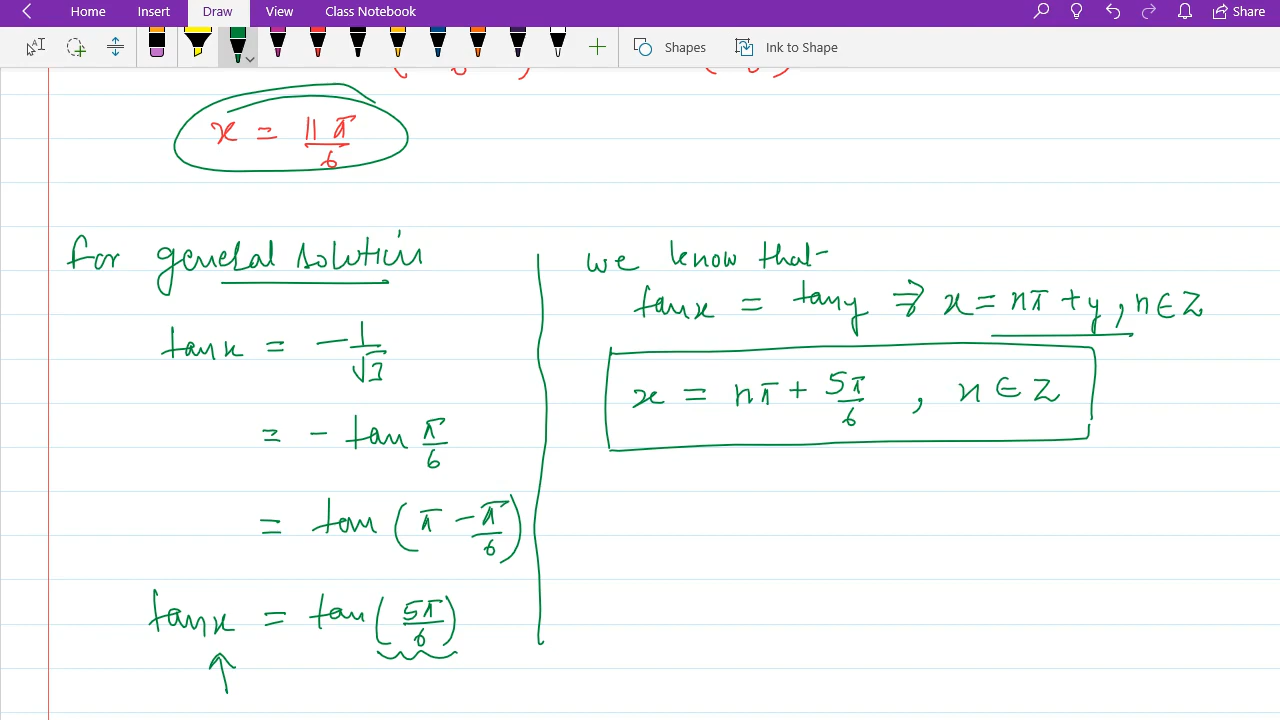 Home Insert Draw View Class Notebook Share
Shapes Ink to Shape
x = 11π/6
for general solution
tanx = -1/√3
= - tan π/6
= tan (π - π/6)
tanx = tan (5π/6)
we know that
tanx = tany ⇒ x = nπ + y, n ∈ Z
x = nπ + 5π/6 , n ∈ Z